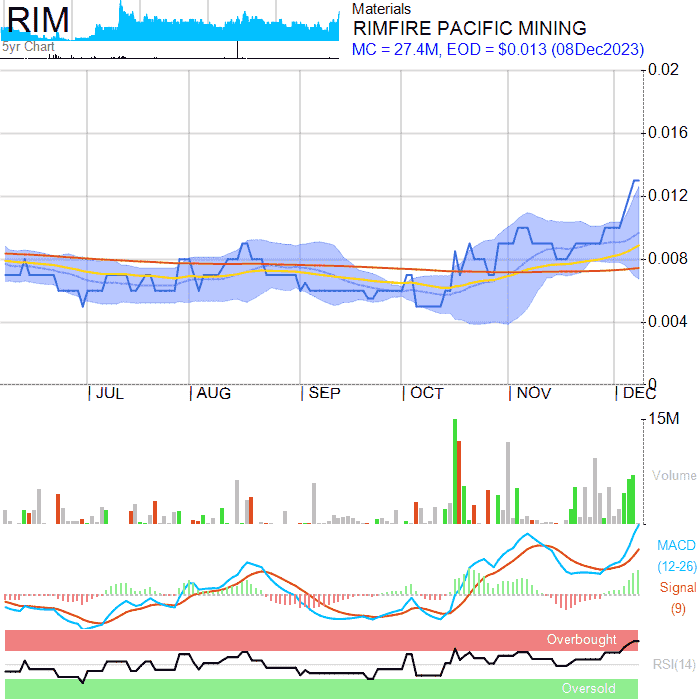 RIM
5yr Chart
Materials
RIMFIRE PACIFIC MINING
MC = 27.4M, EOD = $0.013 (08Dec2023)
0.02
0.016
0.012
0.008
0.004
0
JUL AUG SEP OCT NOV DEC
15M
Volume
MACD
(12-26)
Signal
(9)
Overbought
RSI(14)
Oversold